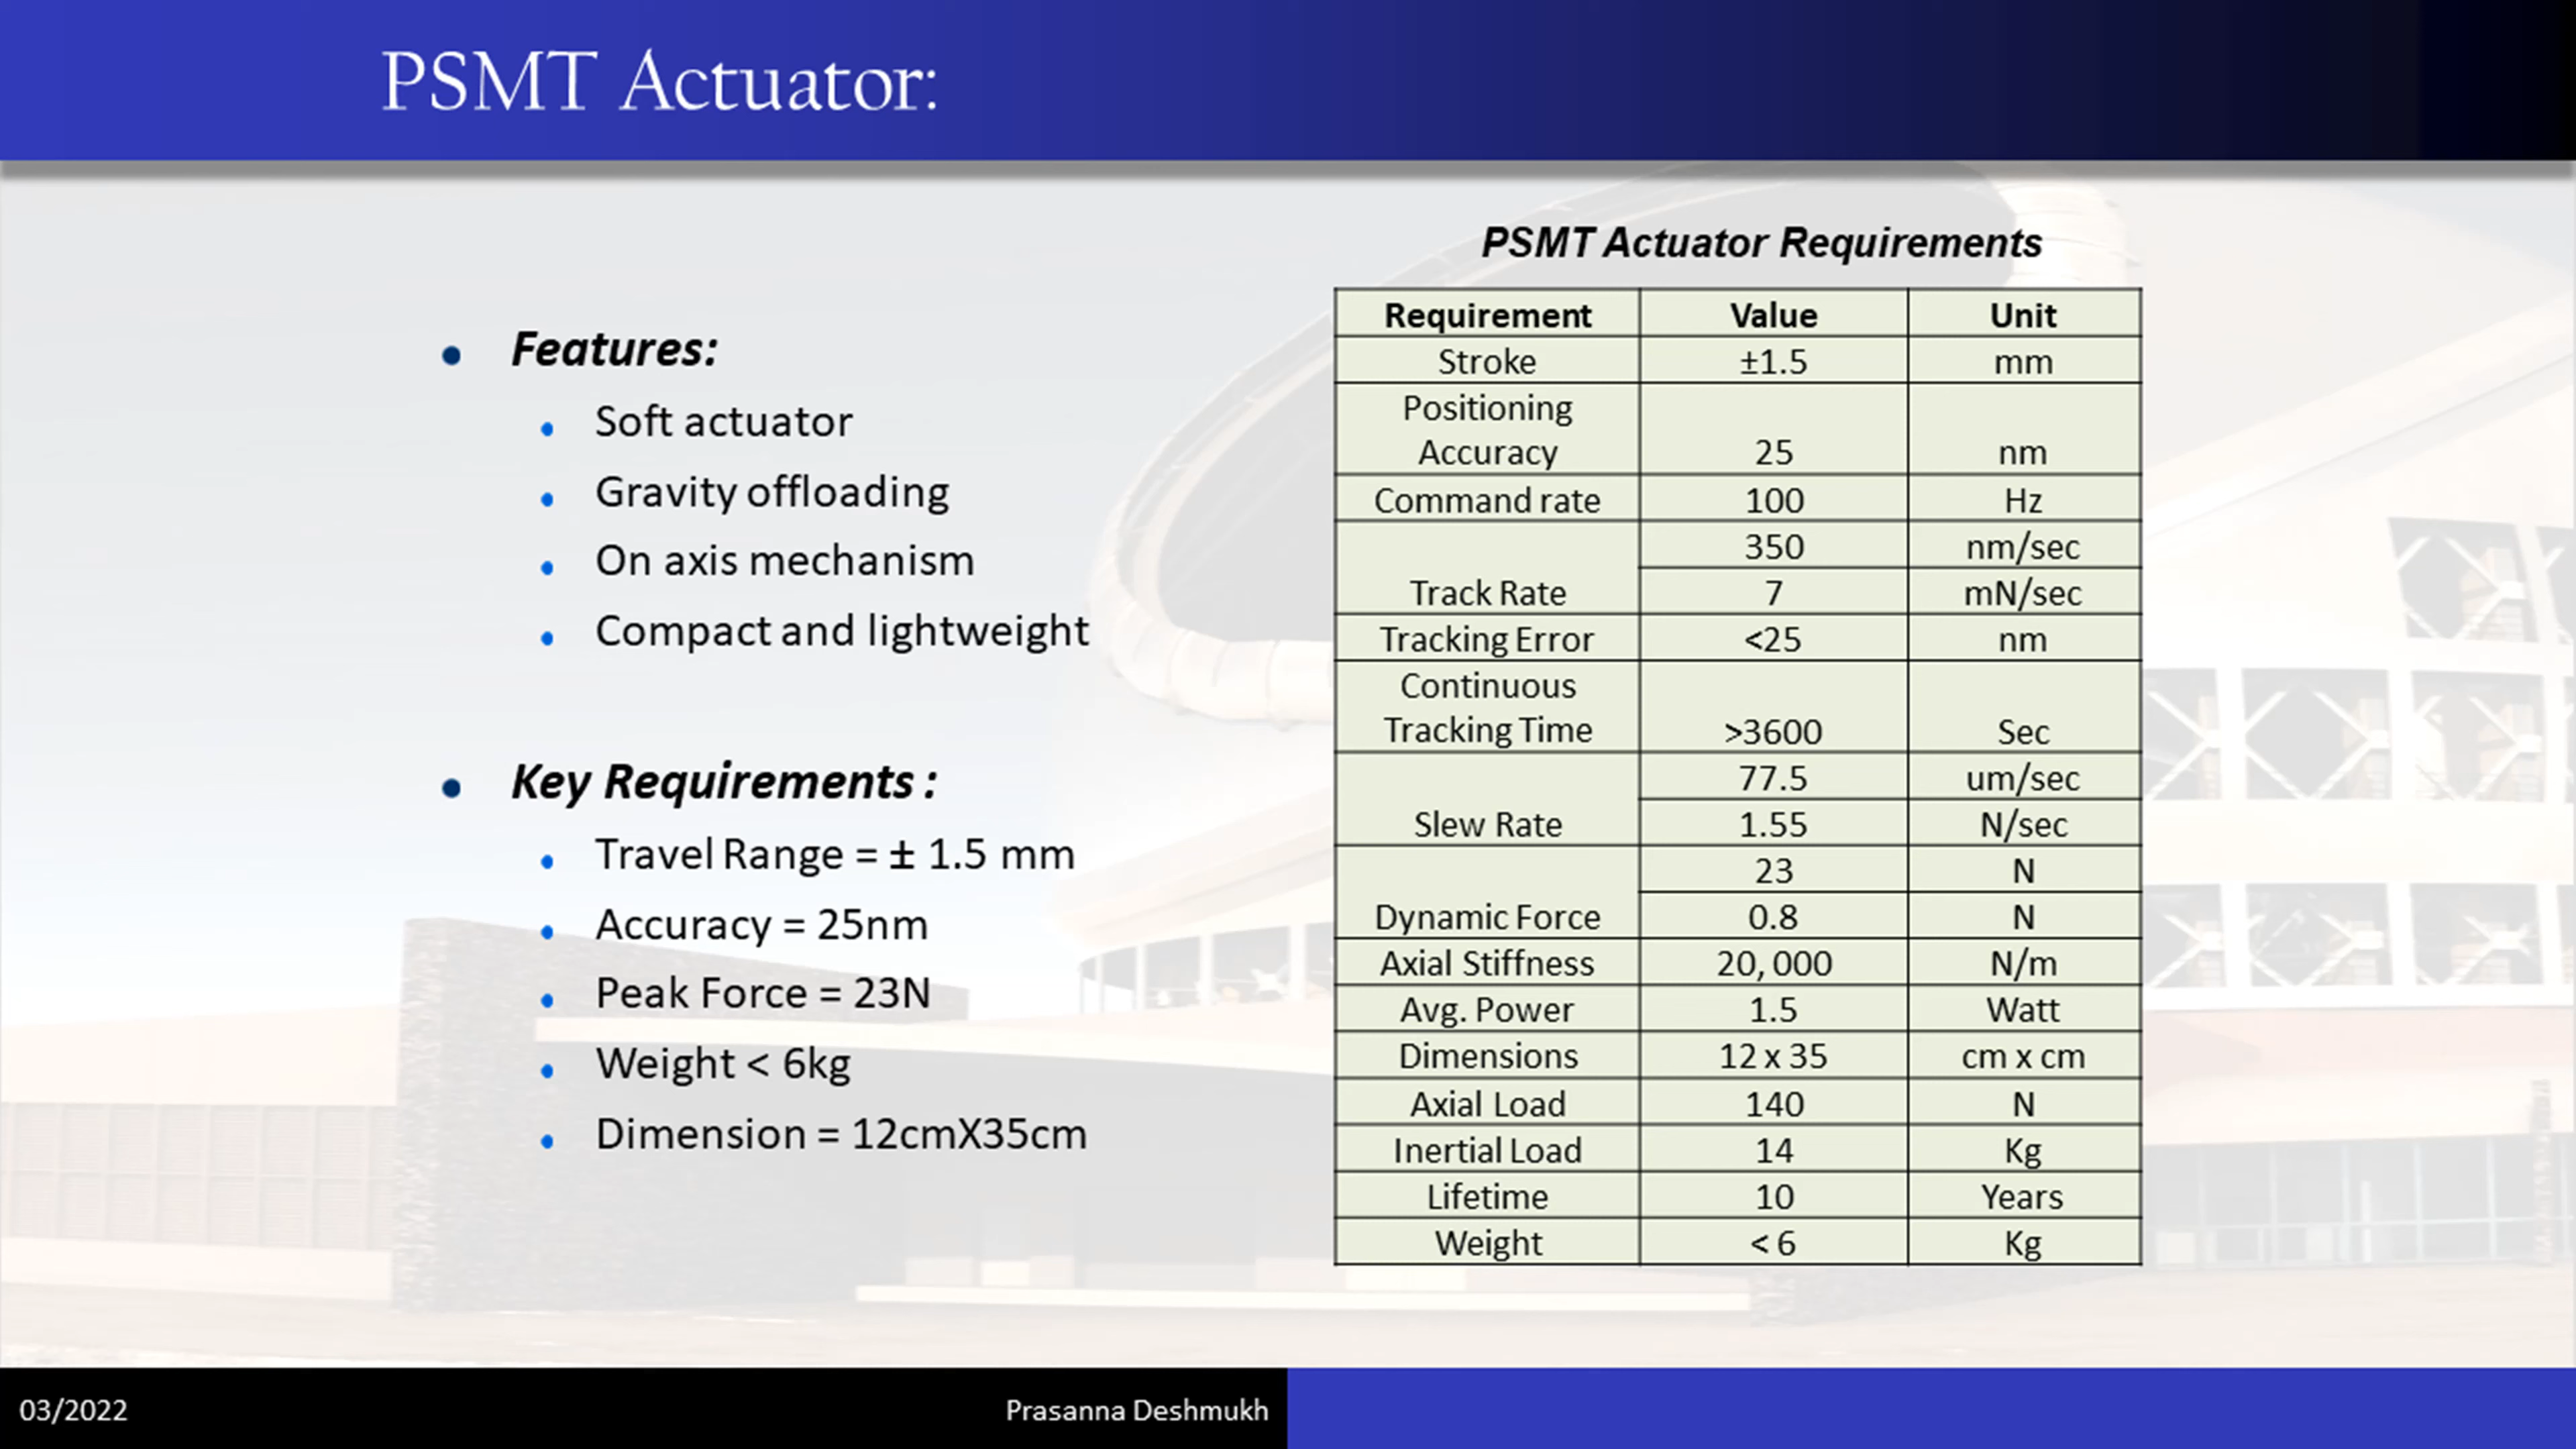 PSMT Actuator:
Features:
Soft actuator
Gravity offloading
On axis mechanism
Compact and lightweight
Key Requirements :
Travel Range = ± 1.5 mm
Accuracy = 25nm
Peak Force = 23N
Weight < 6kg
Dimension = 12cmX35cm
PSMT Actuator Requirements
Requirement Value Unit
Stroke ±1.5 mm
Positioning
Accuracy 25 nm
Command rate 100 Hz
350 nm/sec
Track Rate 7 mN/sec
Tracking Error <25 nm
Continuous
Tracking Time >3600 Sec
77.5 um/sec
Slew Rate 1.55 N/sec
23 N
Dynamic Force 0.8 N
Axial Stiffness 20, 000 N/m
Avg. Power 1.5 Watt
Dimensions 12 x 35 cm x cm
Axial Load 140 N
Inertial Load 14 Kg
Lifetime 10 Years
Weight < 6 Kg
03/2022
Prasanna Deshmukh